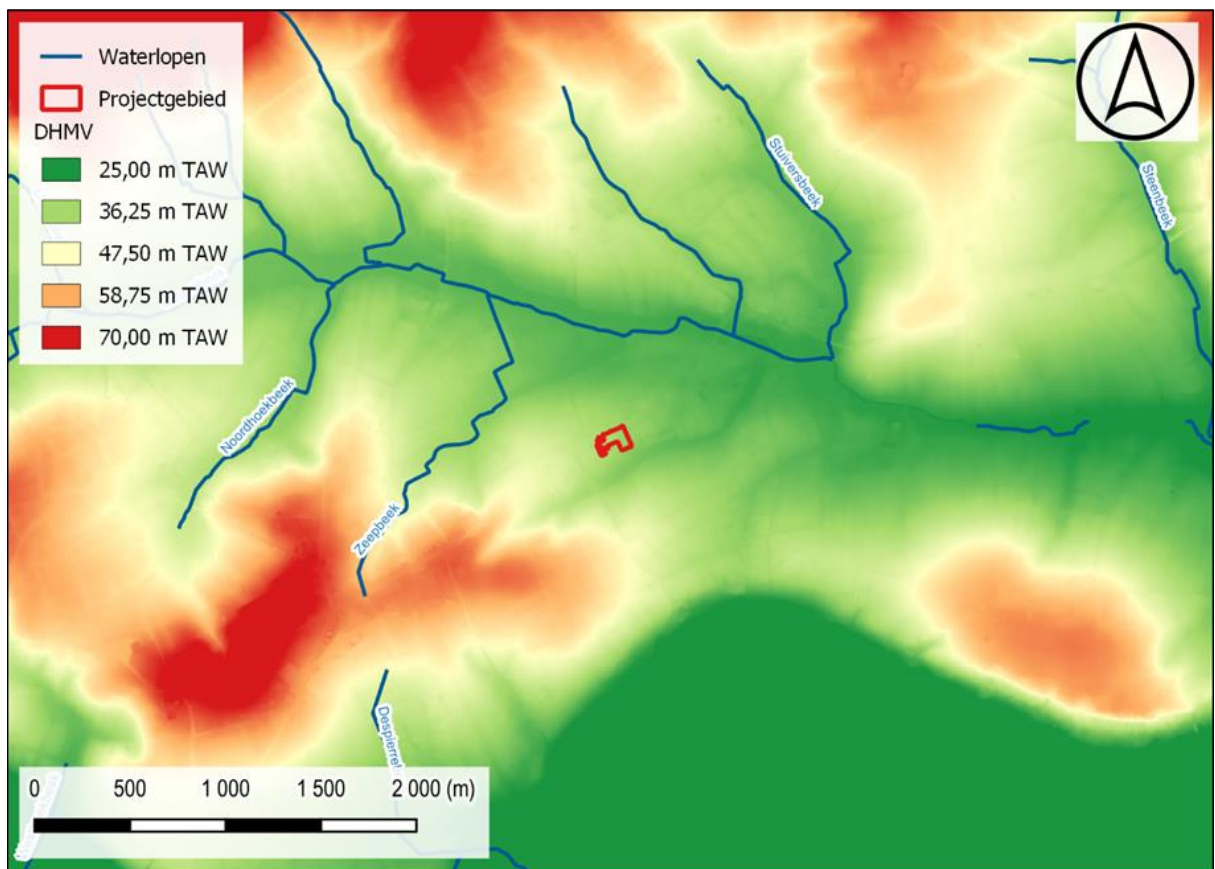 Waterlopen
Projectgebied
DHMV
25,00 m TAW
36,25 m TAW
47,50 m TAW
58,75 m TAW
70,00 m TAW
Stuiversbeek
Steenbeek
Noordhoekbeek
Zeepbeek
0 500 1 000 1 500 2 000 (m)